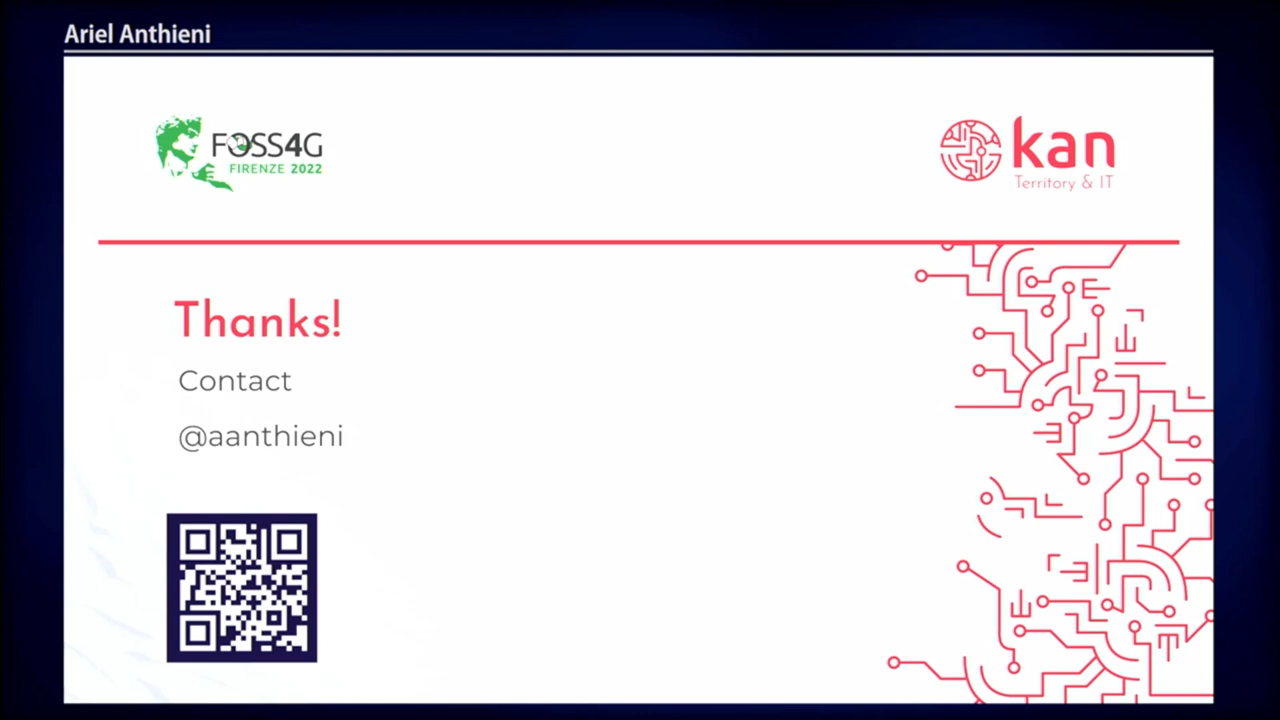 Ariel Anthieni
FOSS4G
FIRENZE 2022
kan
Territory & IT
Thanks!
Contact
@aanthieni